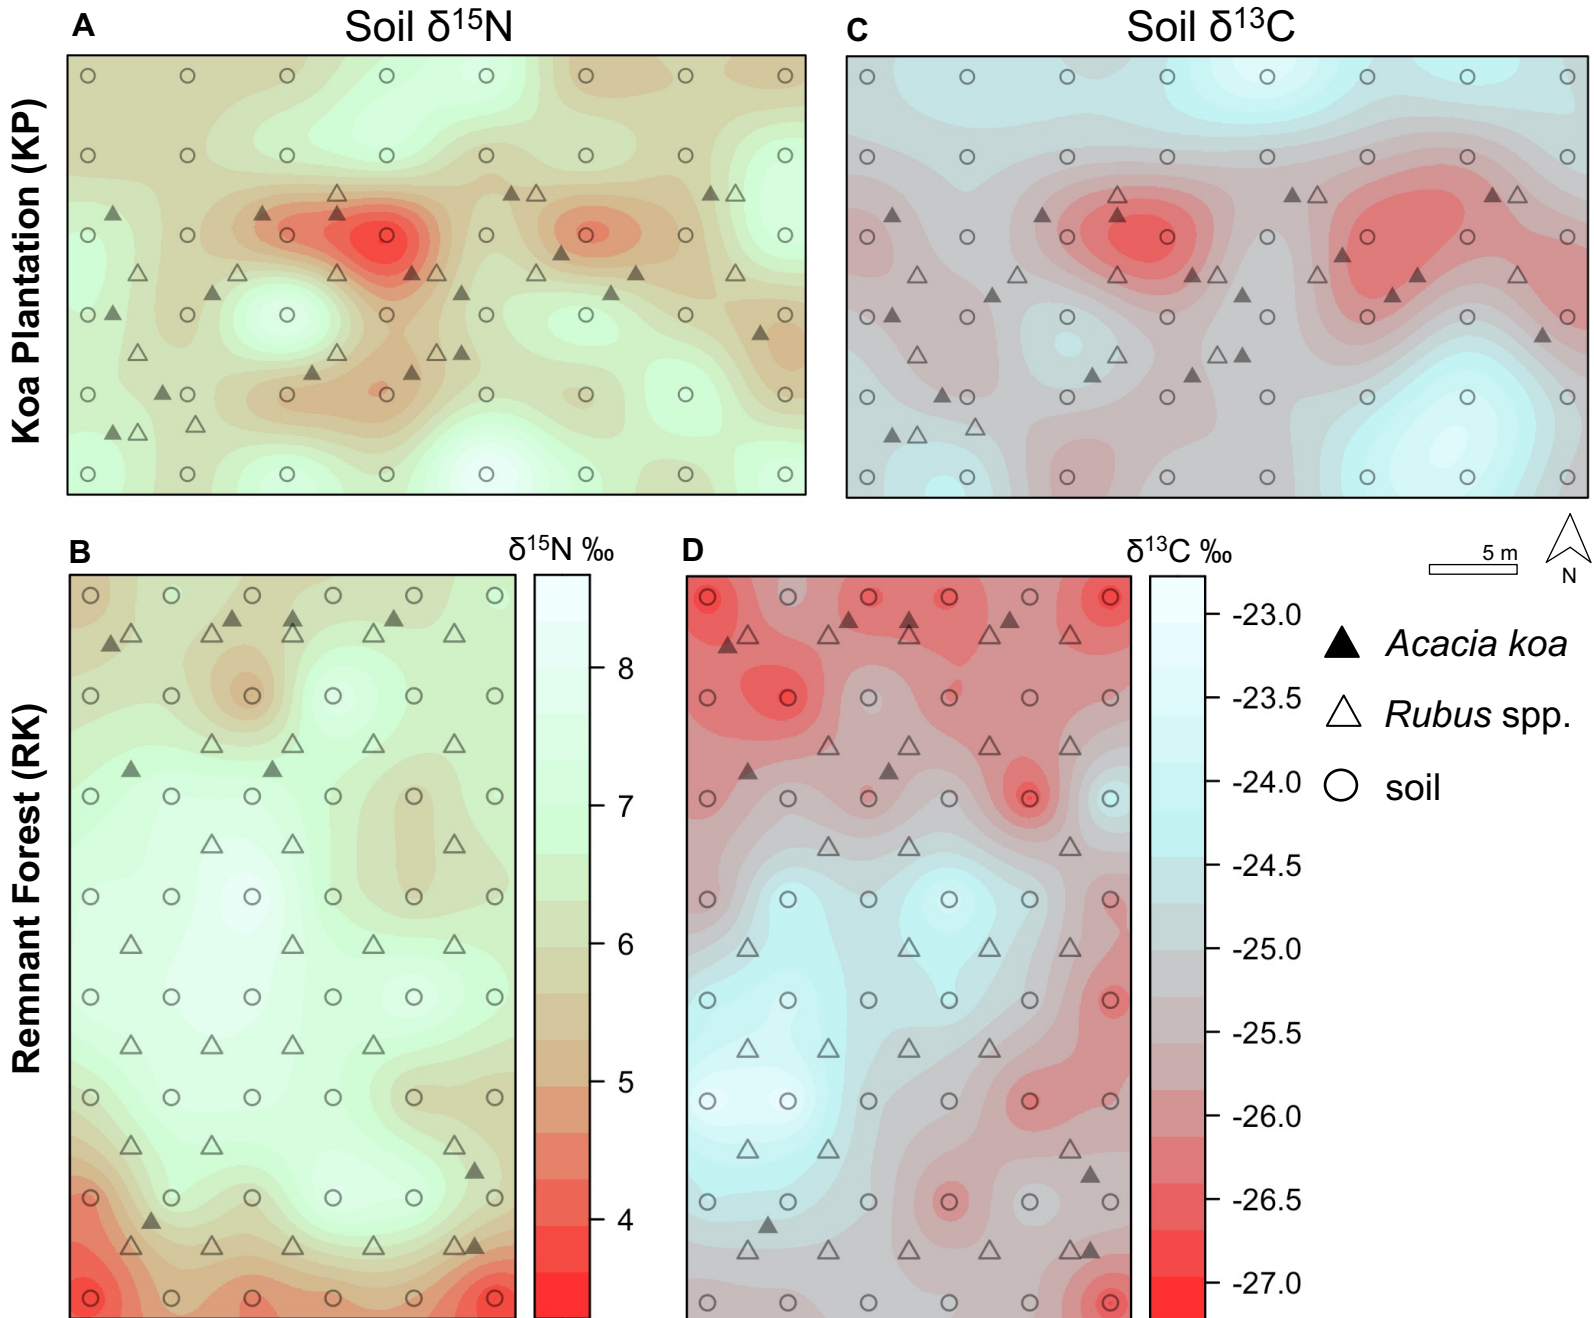 A
Soil δ¹⁵N
C
Soil δ¹³C
Koa Plantation (KP)
B
δ¹⁵N ‰
D
δ¹³C ‰
5 m
N
Remnant Forest (RK)
8
7
6
5
4
-23.0
-23.5
-24.0
-24.5
-25.0
-25.5
-26.0
-26.5
-27.0
Acacia koa
Rubus spp.
soil